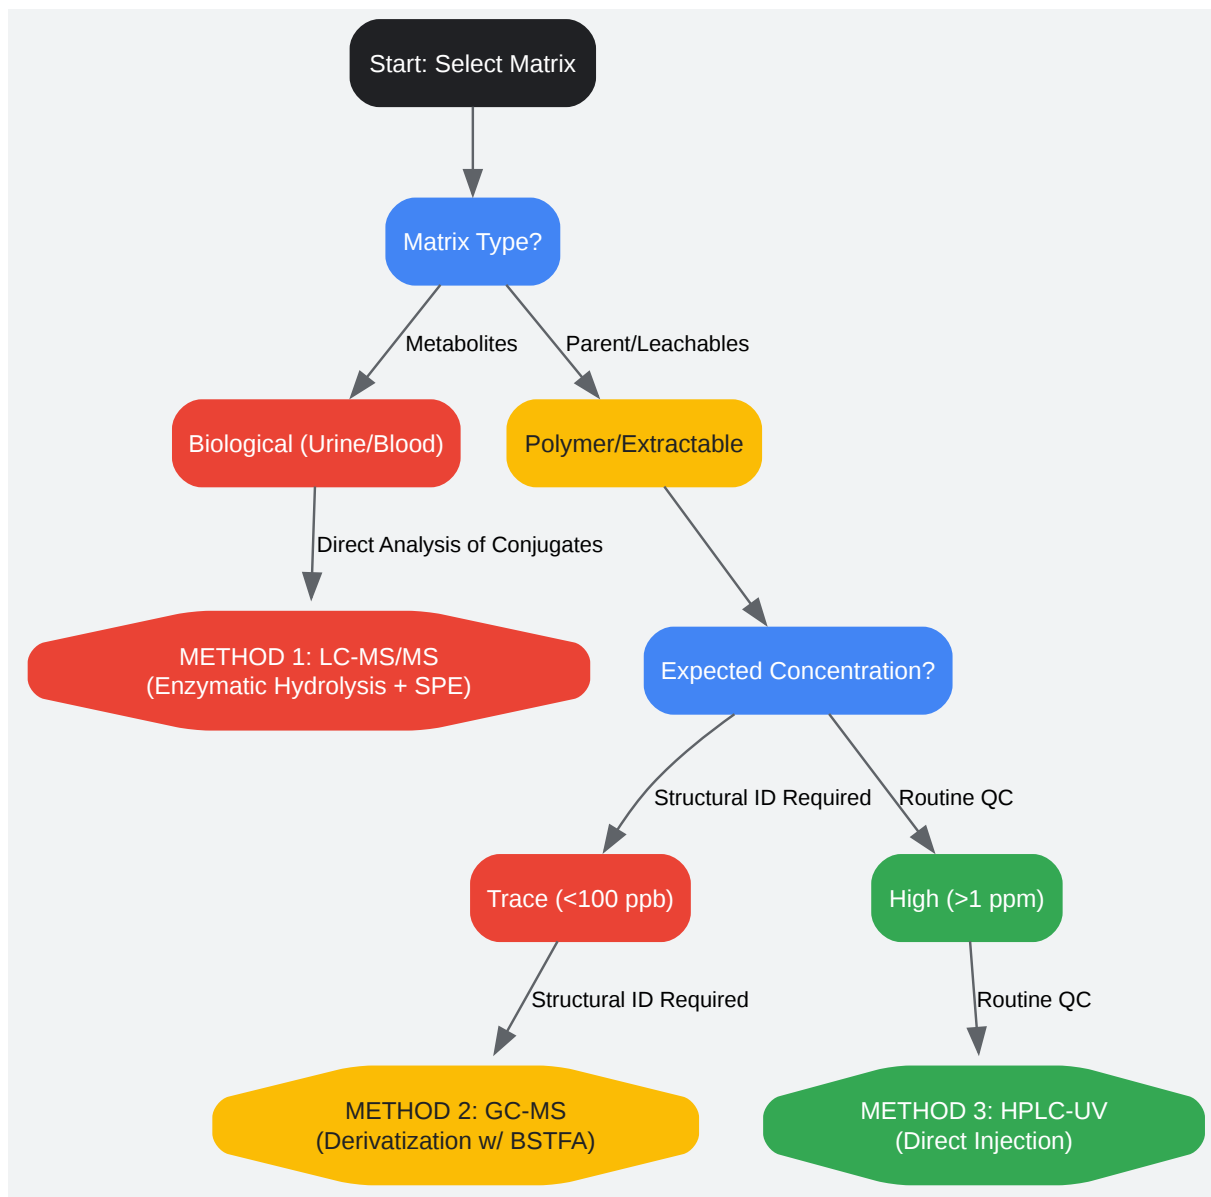 Start: Select Matrix
Matrix Type?
Metabolites
Parent/Leachables
Biological (Urine/Blood)
Polymer/Extractable
Direct Analysis of Conjugates
METHOD 1: LC-MS/MS
(Enzymatic Hydrolysis + SPE)
Expected Concentration?
Structural ID Required
Routine QC
Trace (<100 ppb)
High (>1 ppm)
Structural ID Required
Routine QC
METHOD 2: GC-MS
(Derivatization w/ BSTFA)
METHOD 3: HPLC-UV
(Direct Injection)